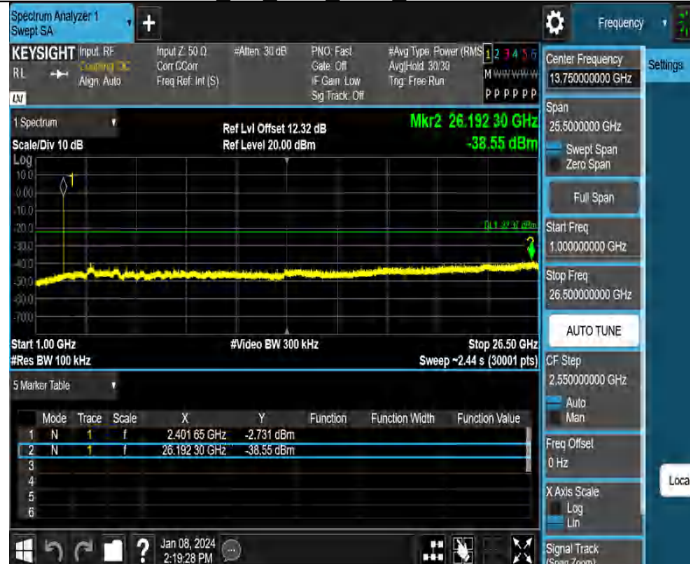 Spectrum Analyzer 1
Swept SA
+
Frequency
KEYSIGHT
RL
Input: RF
Coupling: DC
Align: Auto
Input Z: 50 Ω
Corr CCorr
Freq Ref: Int (S)
#Atten: 30 dB
PNO: Fast
Gate: Off
IF Gain: Low
Sig Track: Off
#Avg Type: Power (RMS
Avg|Hold: 30/30
Trig: Free Run
1 2 3 4 5 6
M W W W W W
P P P P P P
LXI
1 Spectrum
Scale/Div 10 dB
Log
Ref Lvl Offset 12.32 dB
Ref Level 20.00 dBm
Mkr2 26.192 30 GHz
-38.55 dBm
10.0
0.00
-10.0
-20.0
-30.0
-40.0
-50.0
-60.0
-70.0
1
2
Start 1.00 GHz
#Res BW 100 kHz
#Video BW 300 kHz
Stop 26.50 GHz
Sweep ~2.44 s (30001 pts)
5 Marker Table
Mode Trace Scale X Y Function Function Width Function Value
1 N 1 f 2.401 65 GHz -2.731 dBm
2 N 1 f 26.192 30 GHz -38.55 dBm
3
4
5
6
?
Jan 08, 2024
2:19:28 PM
Center Frequency
13.750000000 GHz
Settings
Span
25.5000000 GHz
Swept Span
Zero Span
Full Span
Start Freq
1.000000000 GHz
Stop Freq
26.500000000 GHz
AUTO TUNE
CF Step
2.550000000 GHz
Auto
Man
Freq Offset
0 Hz
Loca
X Axis Scale
Log
Lin
Signal Track
(Span Zoom)